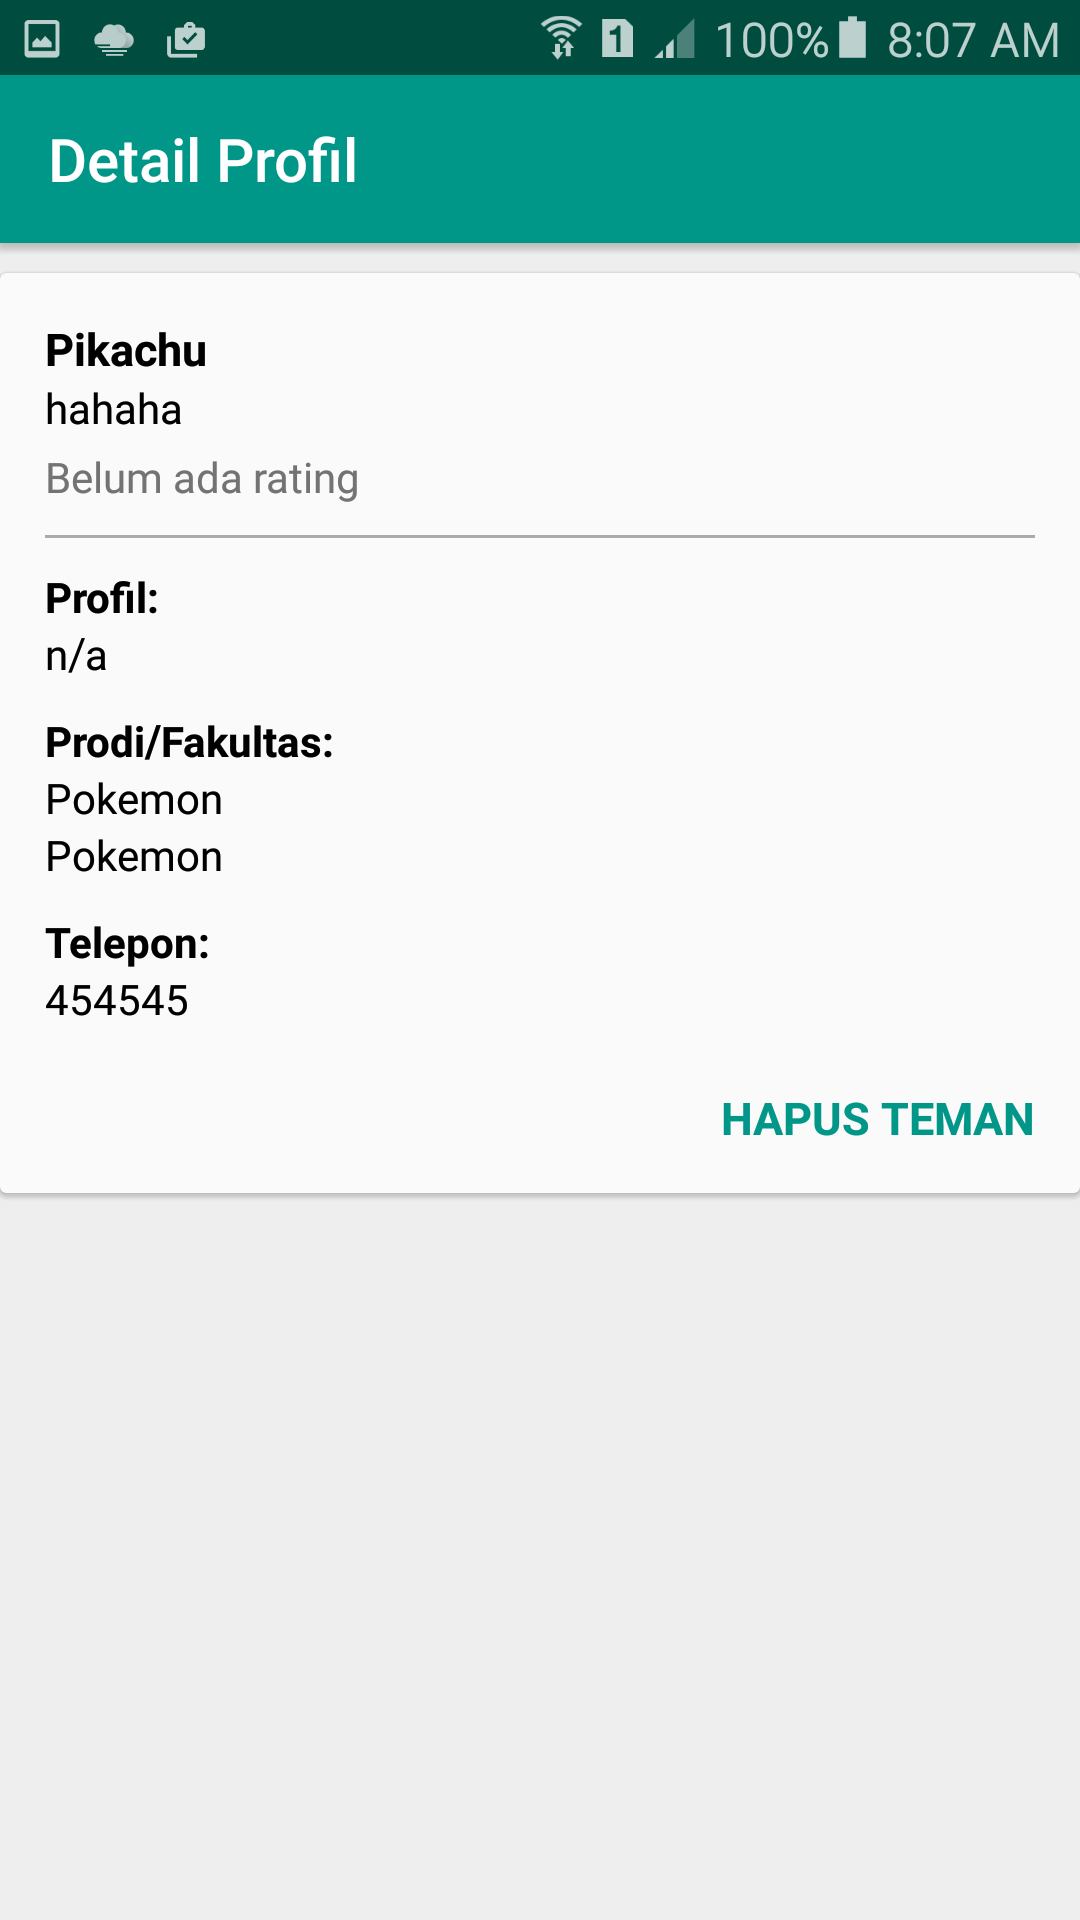 1 100% 8:07 AM
Detail Profil
Pikachu
hahaha
Belum ada rating
Profil:
n/a
Prodi/Fakultas:
Pokemon
Pokemon
Telepon:
454545
HAPUS TEMAN